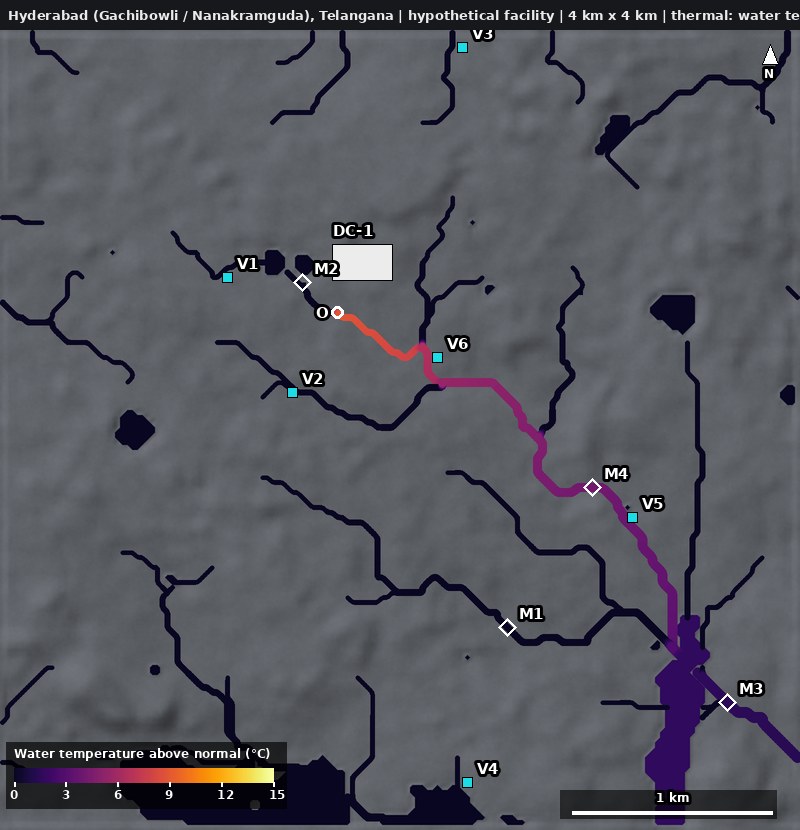 Hyderabad (Gachibowli / Nanakramguda), Telangana | hypothetical facility | 4 km x 4 km | thermal: water te
V3
N
DC-1
V1
M2
O
V6
V2
M4
V5
M1
M3
Water temperature above normal (°C)
0 3 6 9 12 15
V4
1 km